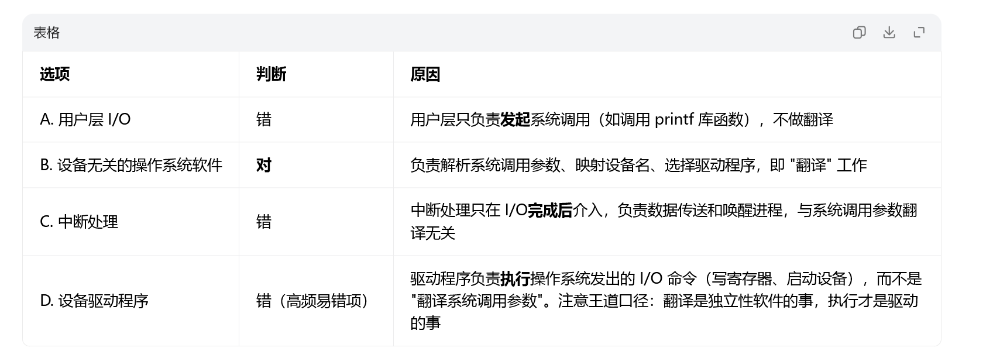 表格
选项 判断 原因
A. 用户层 I/O 错 用户层只负责发起系统调用（如调用 printf 库函数），不做翻译
B. 设备无关的操作系统软件 对 负责解析系统调用参数、映射设备名、选择驱动程序，即 "翻译" 工作
C. 中断处理 错 中断处理只在 I/O完成后介入，负责数据传送和唤醒进程，与系统调用参数翻
译无关
D. 设备驱动程序 错（高频易错项） 驱动程序负责执行操作系统发出的 I/O 命令（写寄存器、启动设备），而不是
"翻译系统调用参数"。注意王道口径：翻译是独立性软件的事，执行才是驱动
的事